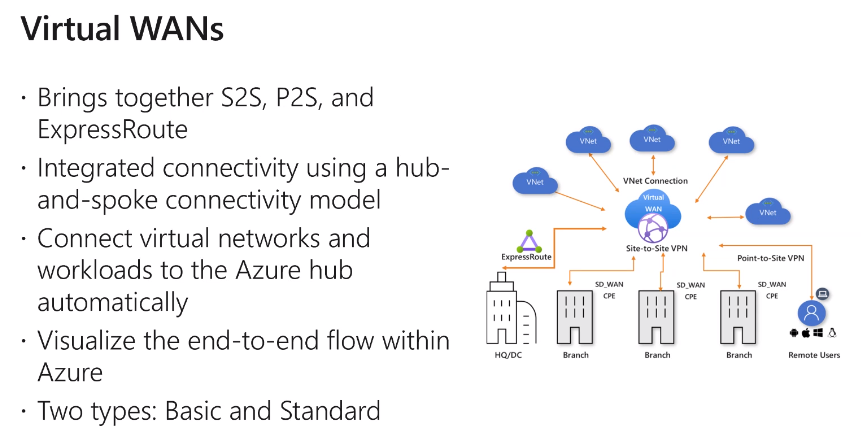 Virtual WANs
· Brings together S2S, P2S, and
ExpressRoute
· Integrated connectivity using a hub-
and-spoke connectivity model
· Connect virtual networks and
workloads to the Azure hub
automatically
· Visualize the end-to-end flow within
Azure
· Two types: Basic and Standard
VNet
VNet
VNet
VNet
VNet Connection
Virtual
WAN
VNet
Site-to-Site VPN
ExpressRoute
Point-to-Site VPN
SD_WAN
CPE
SD_WAN
CPE
SD_WAN
CPE
HQ/DC
Branch
Branch
Branch
Remote Users